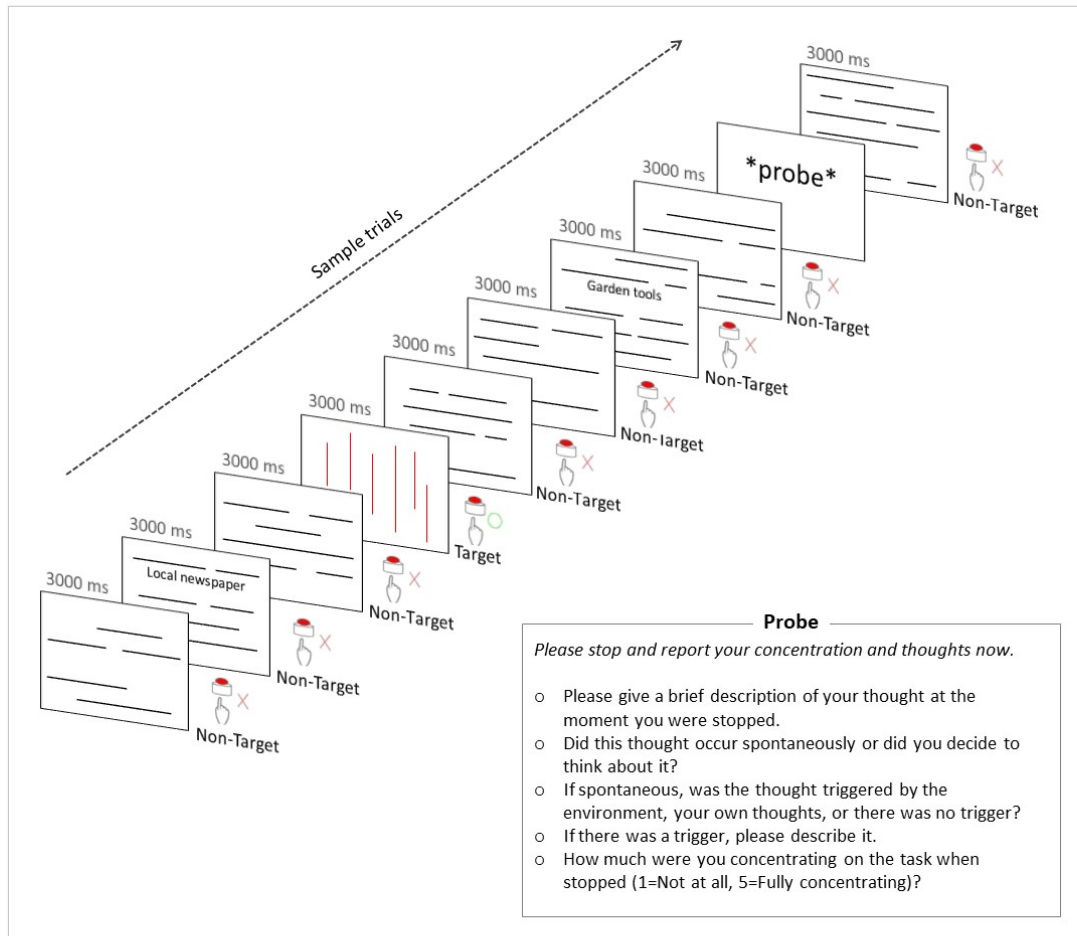 3000 ms
*probe*
3000 ms
Non-Target
3000 ms
Sample trials
3000 ms
Garden tools
Non-Target
3000 ms
Non-Target
3000 ms
Non-Target
3000 ms
Non-Target
3000 ms
Target
Local newspaper
3000 ms
Non-Target
Non-Target
Non-Target
Probe
Please stop and report your concentration and thoughts now.
o Please give a brief description of your thought at the
moment you were stopped.
o Did this thought occur spontaneously or did you decide to
think about it?
o If spontaneous, was the thought triggered by the
environment, your own thoughts, or there was no trigger?
o If there was a trigger, please describe it.
o How much were you concentrating on the task when
stopped (1=Not at all, 5=Fully concentrating)?